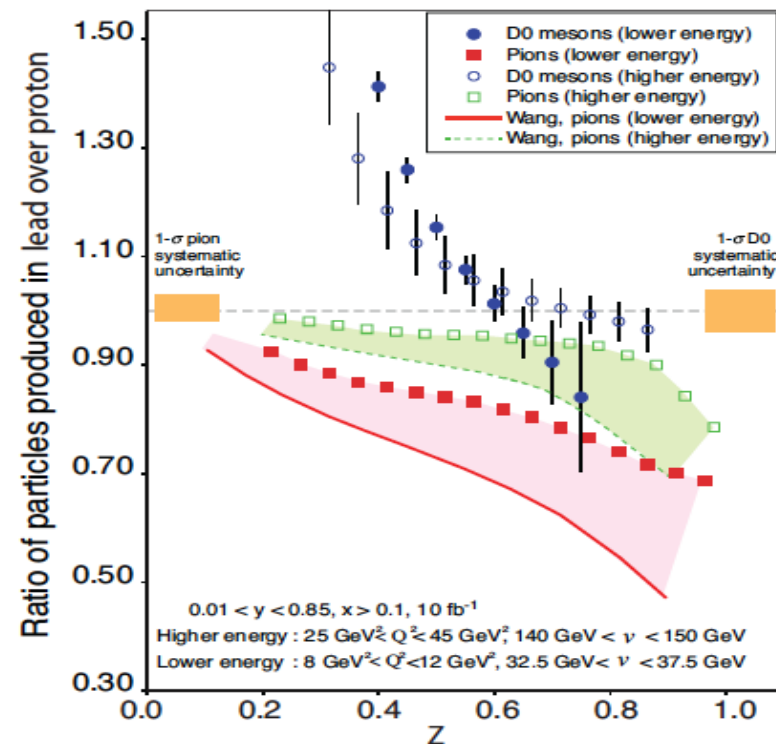 Ratio of particles produced in lead over proton
1.50
1.30
1.10
0.90
0.70
0.50
0.30
D0 mesons (lower energy)
Pions (lower energy)
D0 mesons (higher energy)
Pions (higher energy)
Wang, pions (lower energy)
Wang, pions (higher energy)
1-σ pion
systematic
uncertainty
1-σ D0
systematic
uncertainty
0.01 < y < 0.85, x > 0.1, 10 fb⁻¹
Higher energy : 25 GeV²< Q² <45 GeV², 140 GeV < ν < 150 GeV
Lower energy : 8 GeV²< Q² <12 GeV², 32.5 GeV< ν < 37.5 GeV
0.0 0.2 0.4 0.6 0.8 1.0
Z